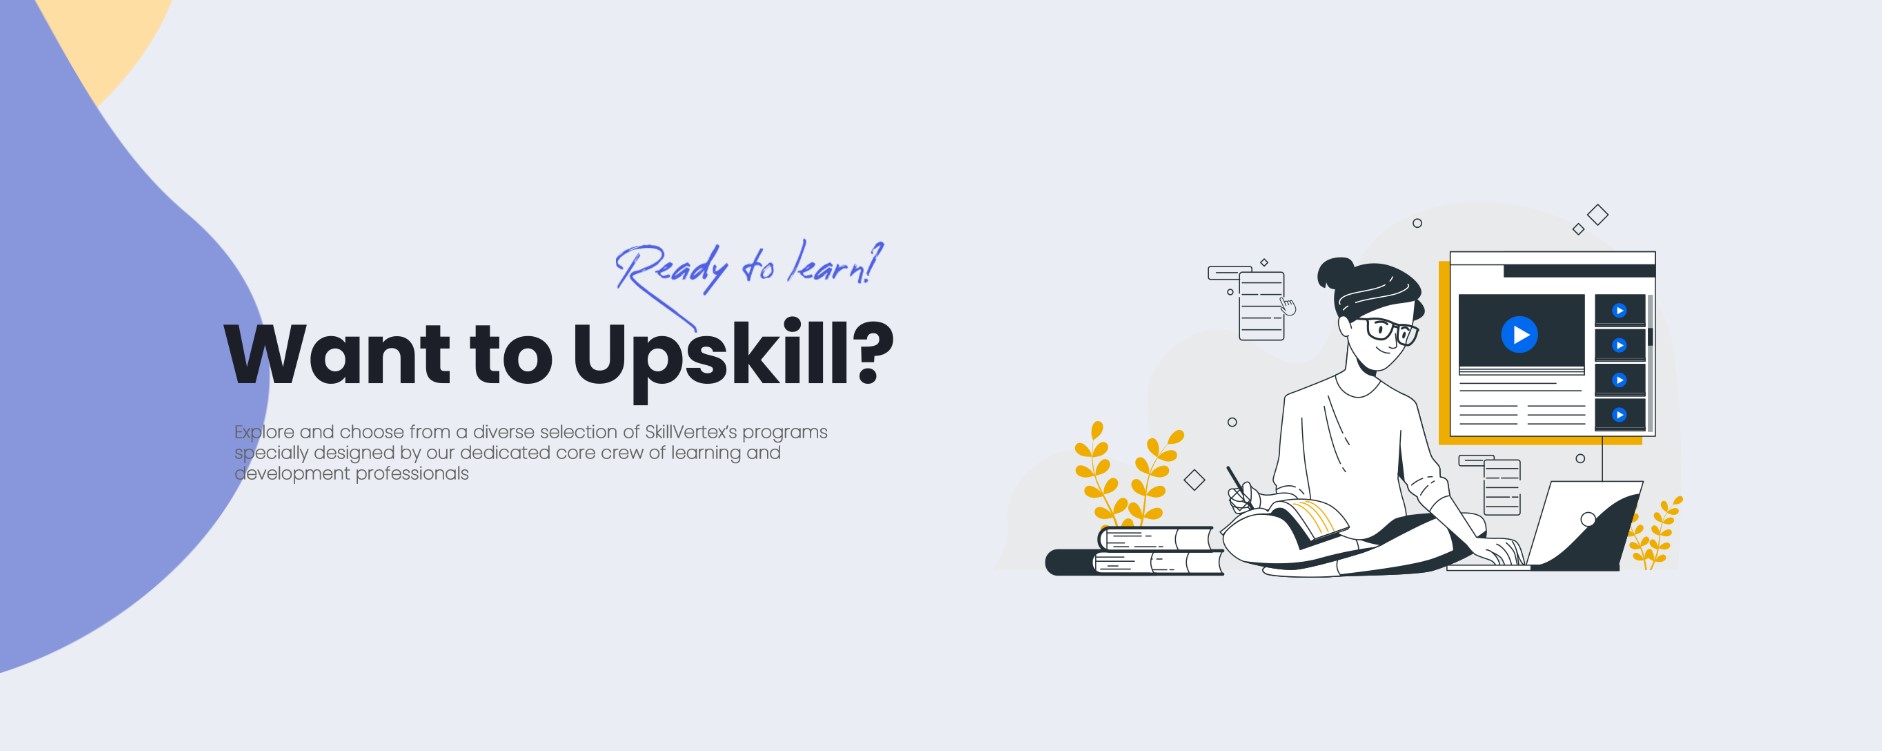 Ready to learn?
Want to Upskill?
Explore and choose from a diverse selection of SkillVertex's programs
specially designed by our dedicated core crew of learning and
development professionals